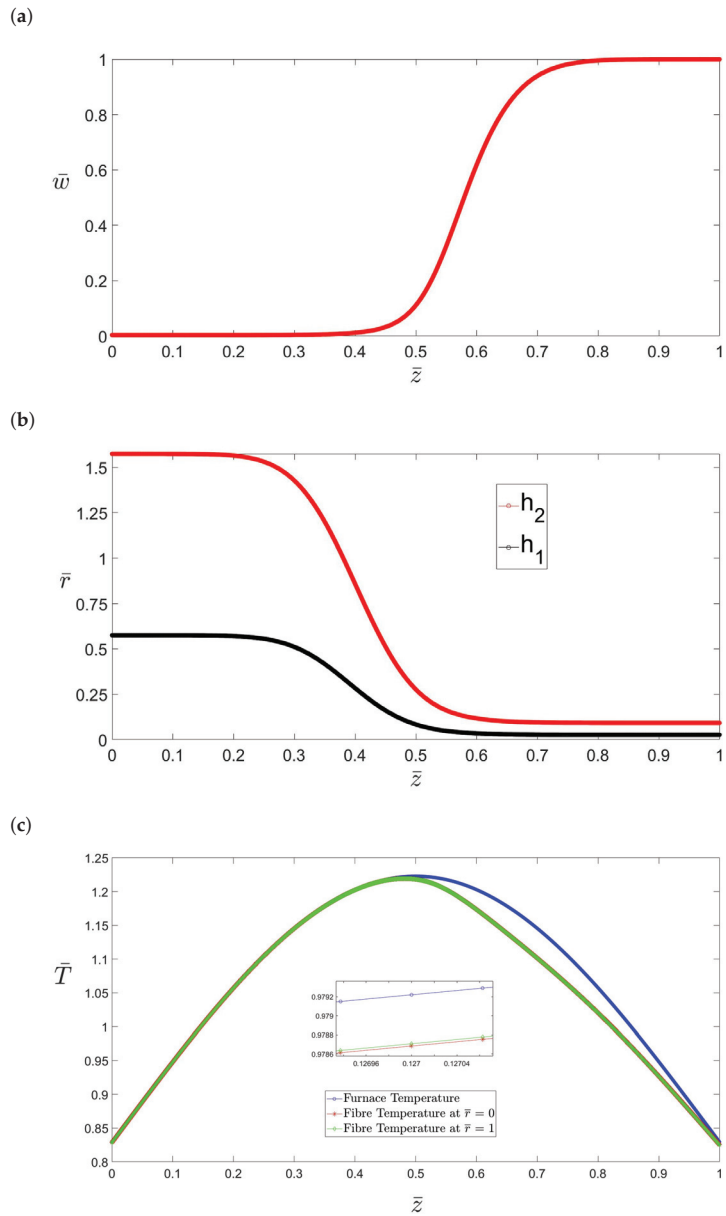 (a)
1
0.8
0.6
w̄
0.4
0.2
0
0 0.1 0.2 0.3 0.4 0.5 0.6 0.7 0.8 0.9 1
z̄
(b)
1.5
1.25
h2
1
h1
r̄
0.75
0.5
0.25
0
0 0.1 0.2 0.3 0.4 0.5 0.6 0.7 0.8 0.9 1
z̄
(c)
1.25
1.2
1.15
1.1
T̄
1.05
0.9792
1
0.979
0.9788
0.95
0.9786
0.12696 0.127 0.12704
0.9
Furnace Temperature
Fibre Temperature at r̄ = 0
0.85
Fibre Temperature at r̄ = 1
0.8
0 0.1 0.2 0.3 0.4 0.5 0.6 0.7 0.8 0.9 1
z̄